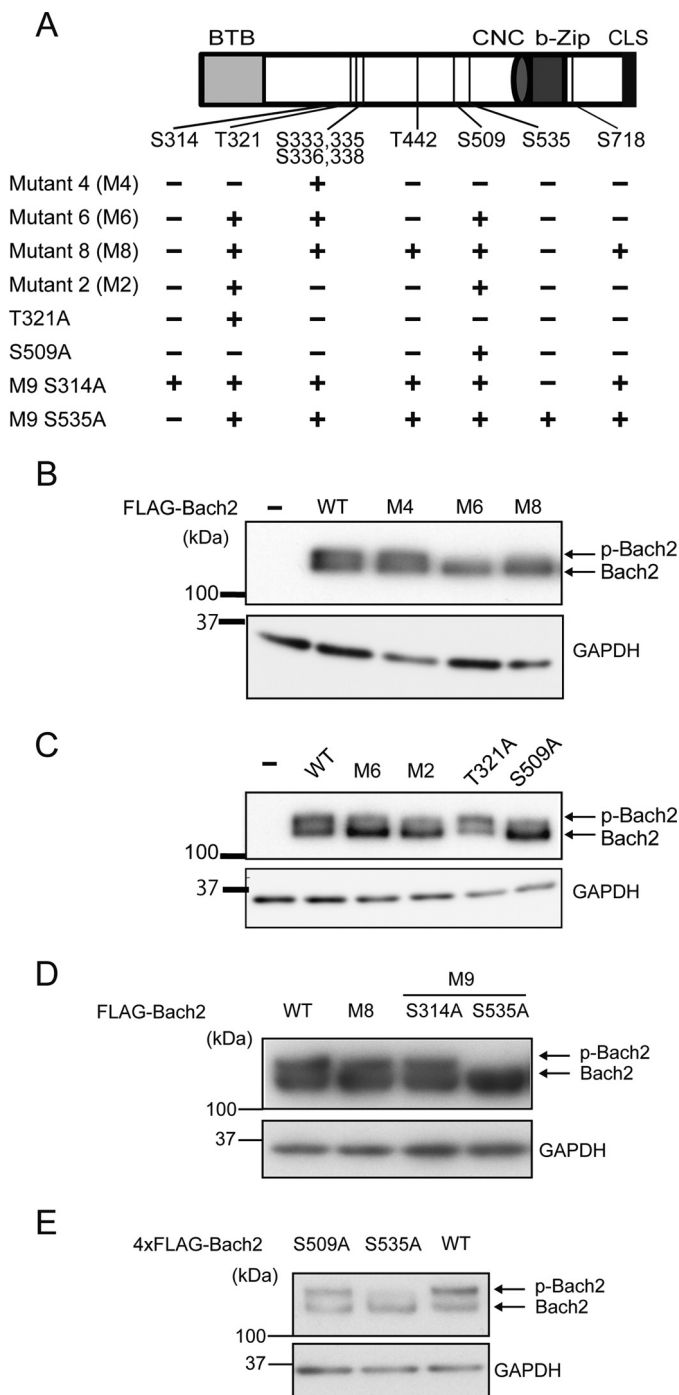 A
BTB CNC b-Zip CLS
S314 T321 S333,335 T442 S509 S535 S718
S336,338
Mutant 4 (M4) − − + − − − −
Mutant 6 (M6) − + + − + − −
Mutant 8 (M8) − + + + + − +
Mutant 2 (M2) − + − − + − −
T321A − + − − − − −
S509A − − − − + − −
M9 S314A + + + + + − +
M9 S535A − + + + + + +
B
FLAG-Bach2 − WT M4 M6 M8
(kDa)
p-Bach2
Bach2
100
37
GAPDH
C
− WT M6 M2 T321A S509A
p-Bach2
Bach2
100
37
GAPDH
D
M9
FLAG-Bach2 WT M8 S314A S535A
(kDa)
p-Bach2
Bach2
100
37
GAPDH
E
4xFLAG-Bach2 S509A S535A WT
(kDa)
p-Bach2
Bach2
100
37
GAPDH